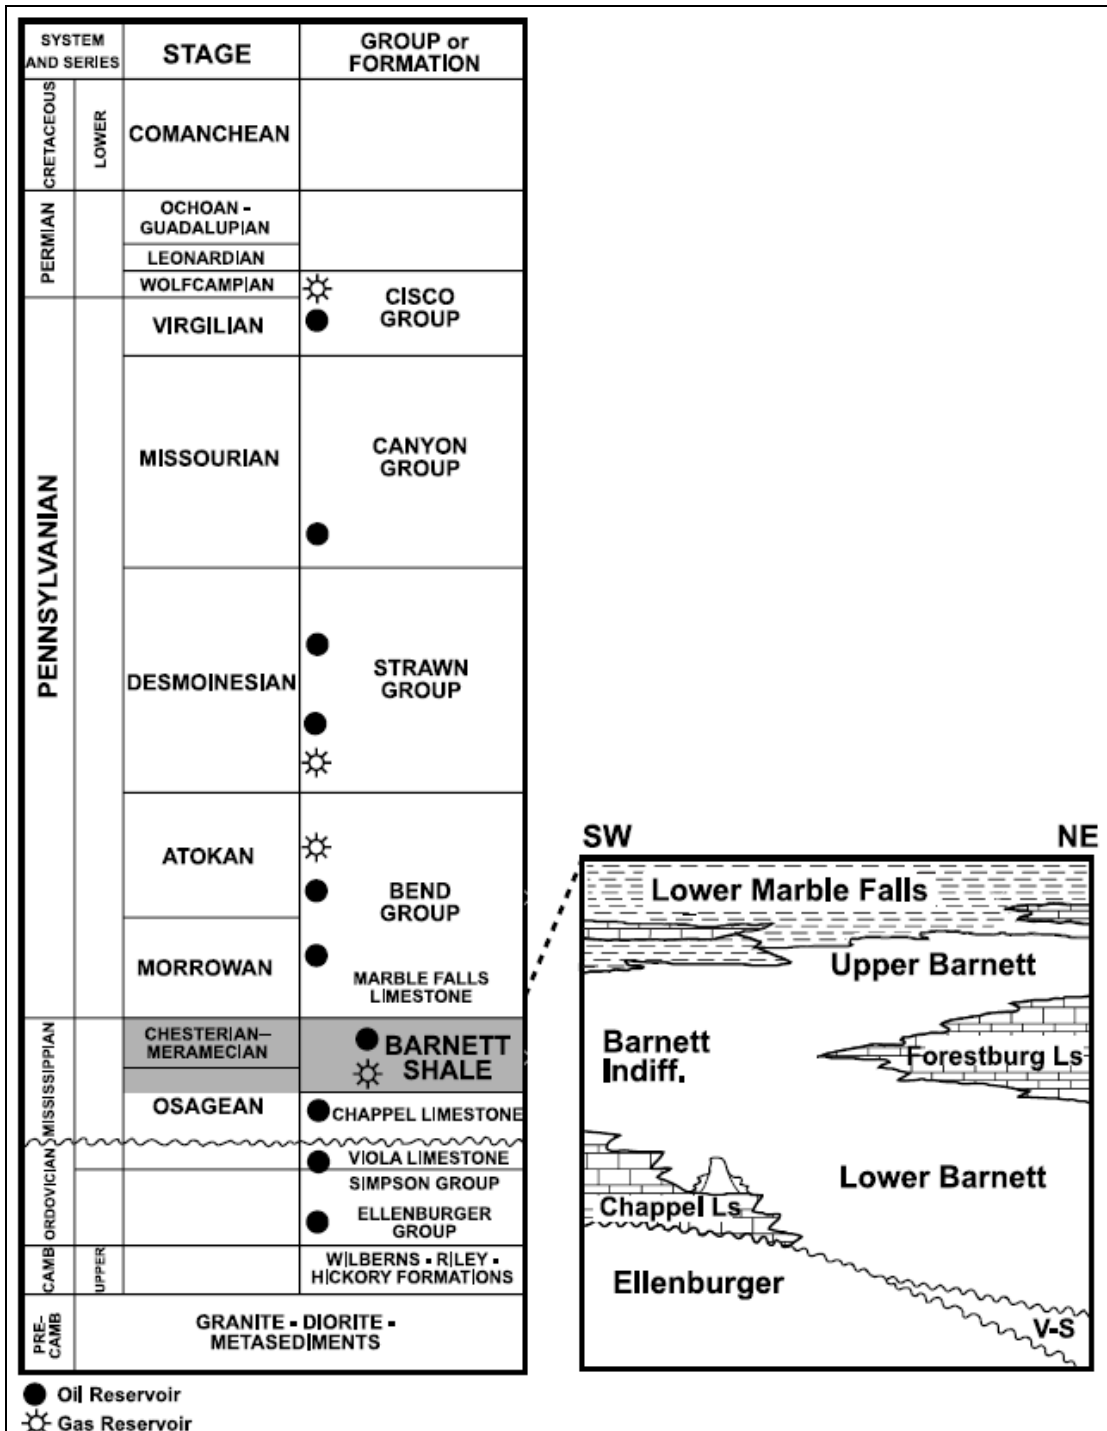 SYSTEM
AND SERIES
STAGE
GROUP or
FORMATION
CRETACEOUS
LOWER
COMANCHEAN
PERMIAN
OCHOAN -
GUADALUPIAN
LEONARDIAN
WOLFCAMPIAN
CISCO
GROUP
PENNSYLVANIAN
VIRGILIAN
MISSOURIAN
CANYON
GROUP
DESMOINESIAN
STRAWN
GROUP
ATOKAN
BEND
GROUP
MORROWAN
MARBLE FALLS
LIMESTONE
MISSISSIPPIAN
CHESTERIAN–
MERAMECIAN
BARNETT
SHALE
OSAGEAN
CHAPPEL LIMESTONE
ORDOVICIAN
VIOLA LIMESTONE
SIMPSON GROUP
ELLENBURGER
GROUP
CAMB
UPPER
WILBERNS - RILEY -
HICKORY FORMATIONS
PRE-
CAMB
GRANITE - DIORITE -
METASEDIMENTS
Oil Reservoir
Gas Reservoir
SW
NE
Lower Marble Falls
Upper Barnett
Barnett
Indiff.
Forestburg Ls
Lower Barnett
Chappel Ls
Ellenburger
V-S